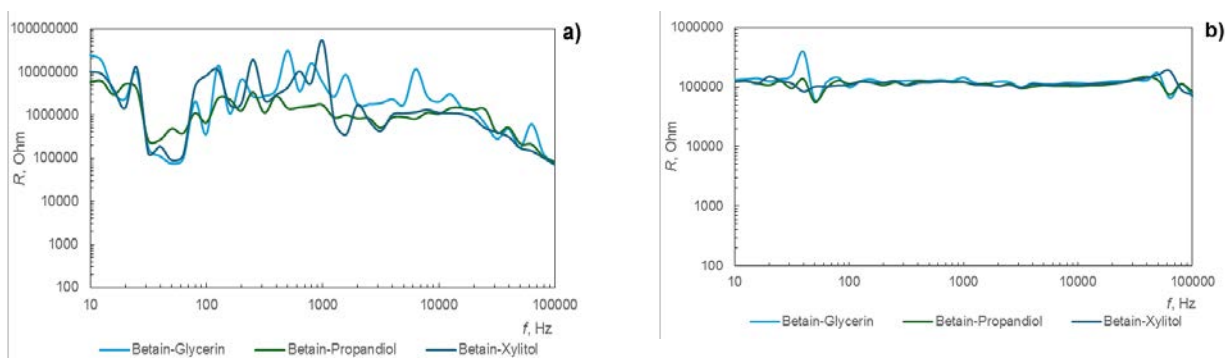 a)
100000000
10000000
1000000
100000
10000
1000
100
R, Ohm
10 100 1000 10000 100000
f, Hz
Betain-Glycerin Betain-Propandiol Betain-Xylitol
b)
1000000
100000
10000
1000
100
R, Ohm
10 100 1000 10000 100000
f, Hz
Betain-Glycerin Betain-Propandiol Betain-Xylitol